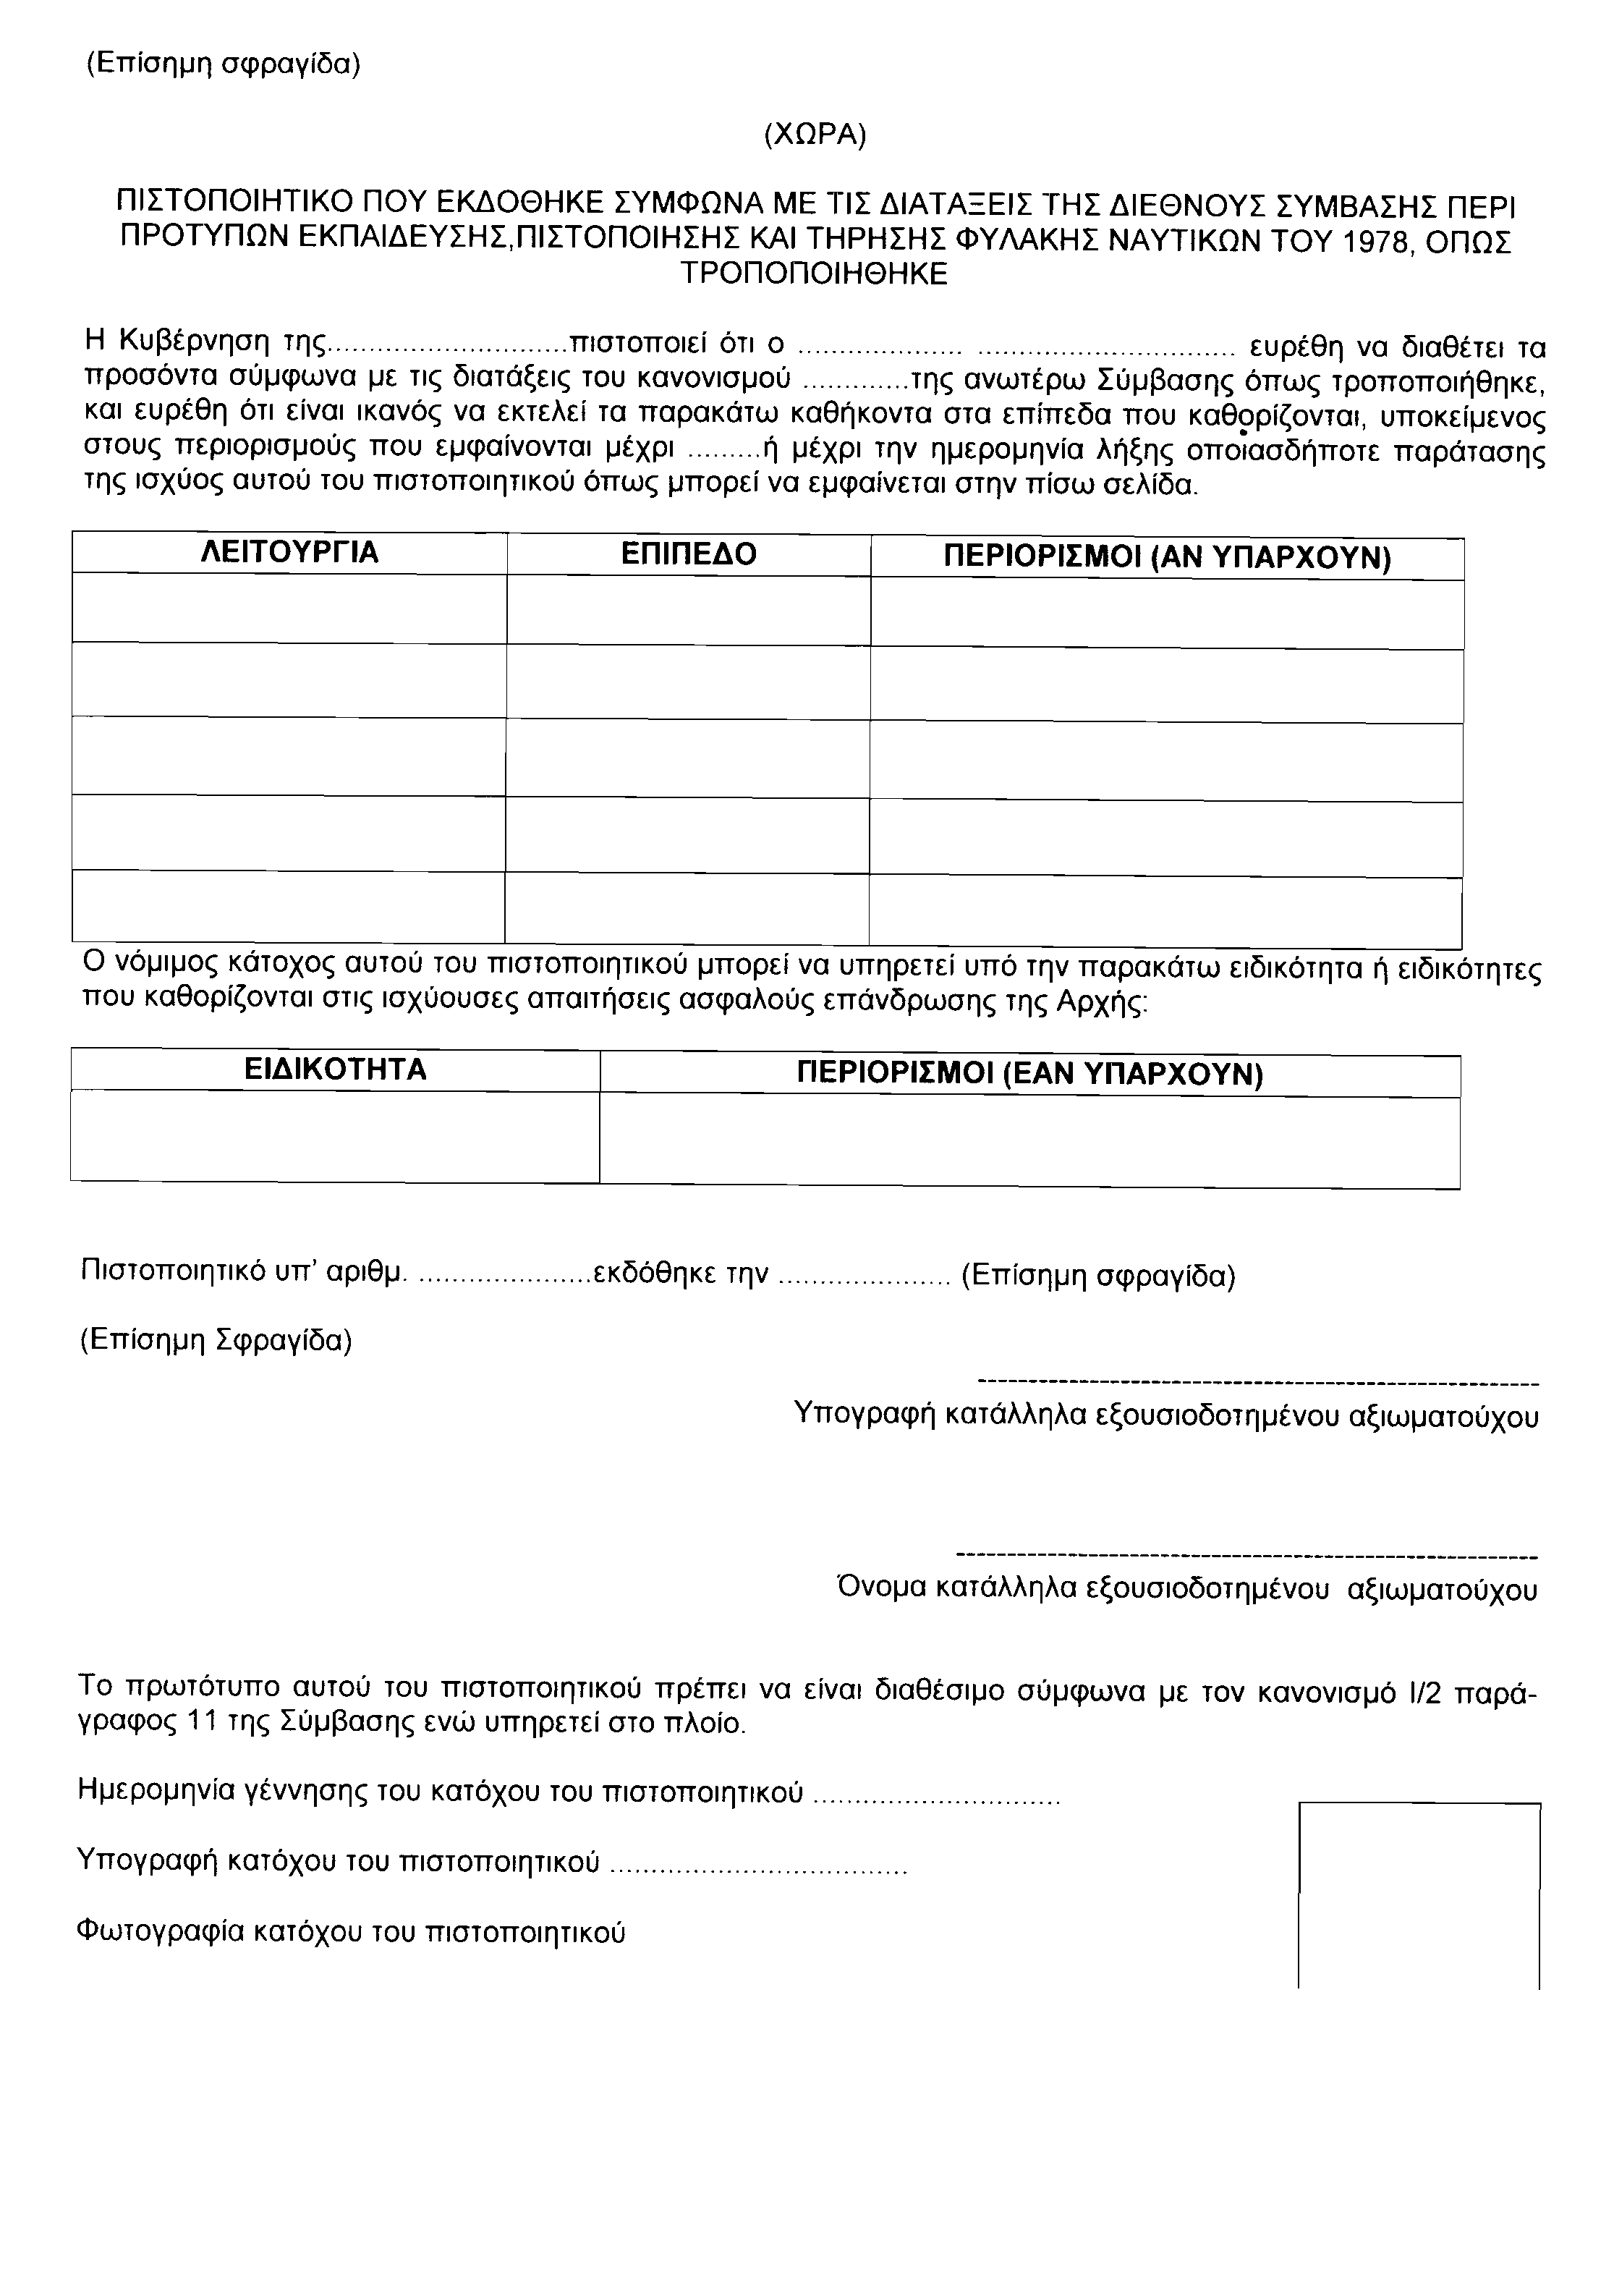 (Επίσημη σφραγίδα)
(ΧΩΡΑ)
ΠΙΣΤΟΠΟΙΗΤΙΚΟ ΠΟΥ ΕΚΔΟΘΗΚΕ ΣΥΜΦΩΝΑ ΜΕ ΤΙΣ ΔΙΑΤΑΞΕΙΣ ΤΗΣ ΔΙΕΘΝΟΥΣ ΣΥΜΒΑΣΗΣ ΠΕΡΙ
ΠΡΟΤΥΠΩΝ ΕΚΠΑΙΔΕΥΣΗΣ,ΠΙΣΤΟΠΟΙΗΣΗΣ ΚΑΙ ΤΗΡΗΣΗΣ ΦΥΛΑΚΗΣ ΝΑΥΤΙΚΩΝ ΤΟΥ 1978, ΟΠΩΣ
ΤΡΟΠΟΠΟΙΗΘΗΚΕ
Η Κυβέρνηση της.............................πιστοποιεί ότι ο .................... ............................... ευρέθη να διαθέτει τα
προσόντα σύμφωνα με τις διατάξεις του κανονισμού .............της ανωτέρω Σύμβασης όπως τροποποιήθηκε,
και ευρέθη ότι είναι ικανός να εκτελεί τα παρακάτω καθήκοντα στα επίπεδα που καθορίζονται, υποκείμενος
στους περιορισμούς που εμφαίνονται μέχρι .........ή μέχρι την ημερομηνία λήξης οποιασδήποτε παράτασης
της ισχύος αυτού του πιστοποιητικού όπως μπορεί να εμφαίνεται στην πίσω σελίδα.
ΛΕΙΤΟΥΡΓΙΑ ΕΠΙΠΕΔΟ ΠΕΡΙΟΡΙΣΜΟΙ (ΑΝ ΥΠΑΡΧΟΥΝ)
Ο νόμιμος κάτοχος αυτού του πιστοποιητικού μπορεί να υπηρετεί υπό την παρακάτω ειδικότητα ή ειδικότητες
που καθορίζονται στις ισχύουσες απαιτήσεις ασφαλούς επάνδρωσης της Αρχής:
ΕΙΔΙΚΟΤΗΤΑ ΠΕΡΙΟΡΙΣΜΟΙ (ΕΑΝ ΥΠΑΡΧΟΥΝ)
Πιστοποιητικό υπ’ αριθμ. .....................εκδόθηκε την ..................... (Επίσημη σφραγίδα)
(Επίσημη Σφραγίδα)
Υπογραφή κατάλληλα εξουσιοδοτημένου αξιωματούχου
Όνομα κατάλληλα εξουσιοδοτημένου αξιωματούχου
Το πρωτότυπο αυτού του πιστοποιητικού πρέπει να είναι διαθέσιμο σύμφωνα με τον κανονισμό Ι/2 παρά-
γραφος 11 της Σύμβασης ενώ υπηρετεί στο πλοίο.
Ημερομηνία γέννησης του κατόχου του πιστοποιητικού ..............................
Υπογραφή κατόχου του πιστοποιητικού ....................................
Φωτογραφία κατόχου του πιστοποιητικού